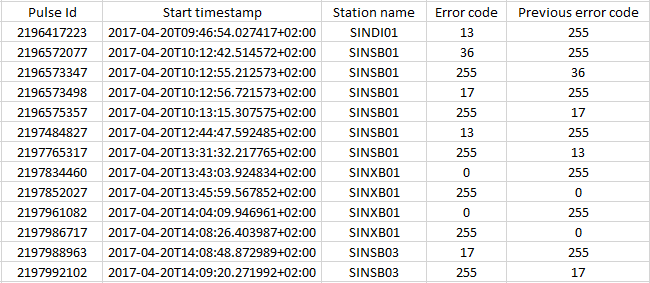 Pulse Id Start timestamp Station name Error code Previous error code
2196417223 2017-04-20T09:46:54.027417+02:00 SINDI01 13 255
2196572077 2017-04-20T10:12:42.514572+02:00 SINSB01 36 255
2196573347 2017-04-20T10:12:55.212573+02:00 SINSB01 255 36
2196573498 2017-04-20T10:12:56.721573+02:00 SINSB01 17 255
2196575357 2017-04-20T10:13:15.307575+02:00 SINSB01 255 17
2197484827 2017-04-20T12:44:47.592485+02:00 SINSB01 13 255
2197765317 2017-04-20T13:31:32.217765+02:00 SINSB01 255 13
2197834460 2017-04-20T13:43:03.924834+02:00 SINXB01 0 255
2197852027 2017-04-20T13:45:59.567852+02:00 SINXB01 255 0
2197961082 2017-04-20T14:04:09.946961+02:00 SINXB01 0 255
2197986717 2017-04-20T14:08:26.403987+02:00 SINXB01 255 0
2197988963 2017-04-20T14:08:48.872989+02:00 SINSB03 17 255
2197992102 2017-04-20T14:09:20.271992+02:00 SINSB03 255 17